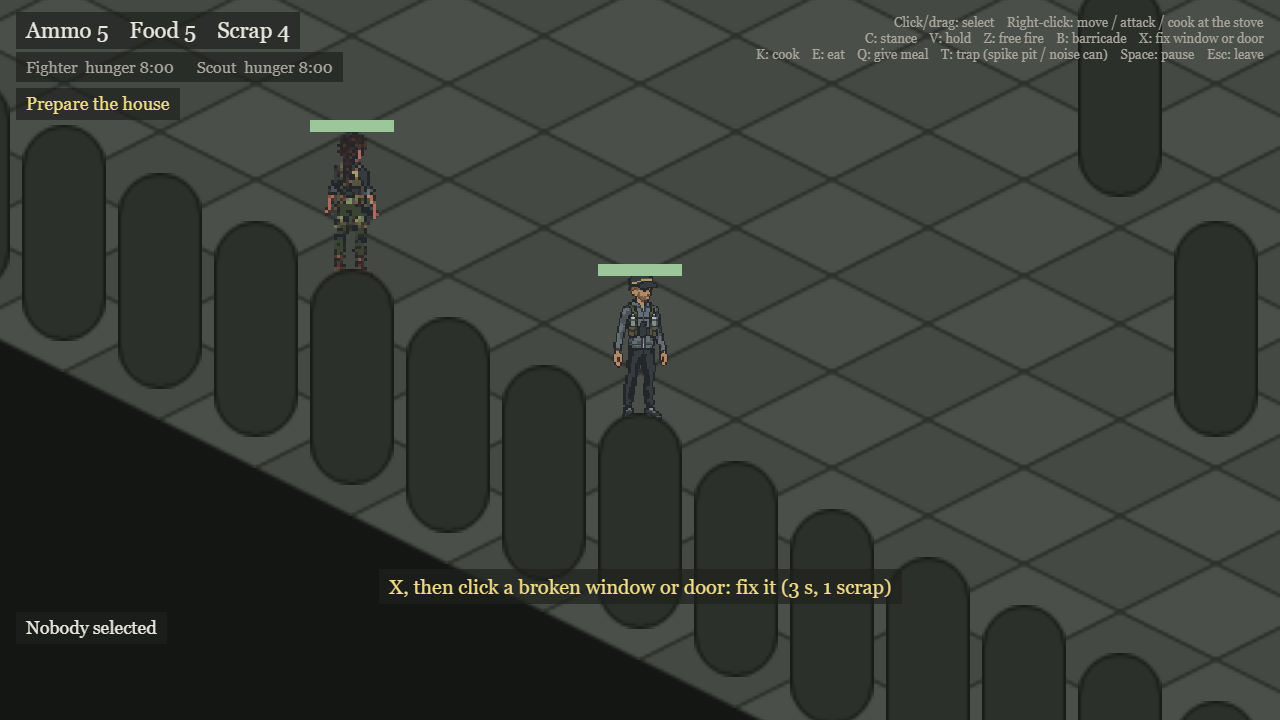 Ammo 5 Food 5 Scrap 4
Fighter hunger 8:00 Scout hunger 8:00
Prepare the house
Click/drag: select Right-click: move / attack / cook at the stove
C: stance V: hold Z: free fire B: barricade X: fix window or door
K: cook E: eat Q: give meal T: trap (spike pit / noise can) Space: pause Esc: leave
X, then click a broken window or door: fix it (3 s, 1 scrap)
Nobody selected